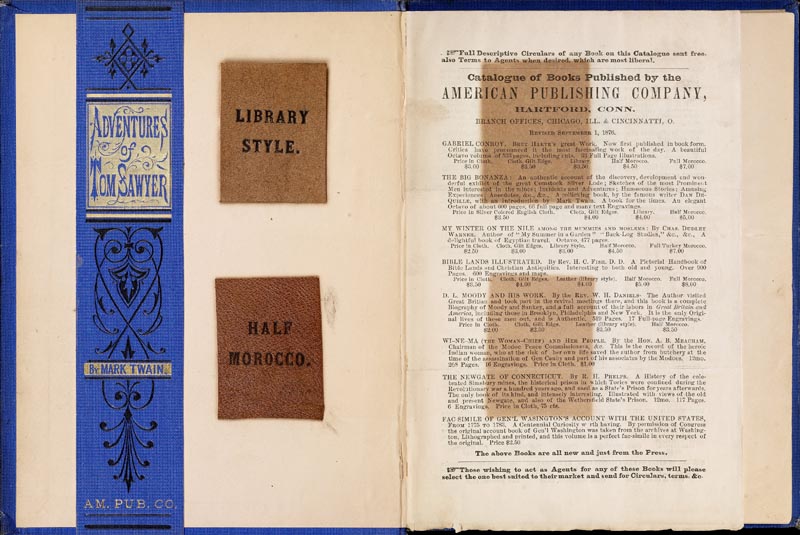 ADVENTURES
of
TOM SAWYER
By MARK TWAIN.
AM. PUB. CO.
LIBRARY
STYLE.
HALF
MOROCCO.
Full Descriptive Circulars of any Book on this Catalogue sent free.
also Terms to Agents when desired, which are most liberal.
Catalogue of Books Published by the
AMERICAN PUBLISHING COMPANY,
HARTFORD, CONN.
BRANCH OFFICES, CHICAGO, ILL. & CINCINNATTI, O.
REVISED SEPTEMBER 1, 1876.
GABRIEL CONROY. BRET HARTE'S great Work. Now first published in book form.
Critics have pronounced it the most fascinating work of the day. A beautiful
Octavo volume of pages, including cuts. Full Page Illustrations.
Price in Cloth. Cloth, Gilt Edges. Library. Half Morocco. Full Morocco.
$3.00 $3.50 $4.50 $7.00
THE BIG BONANZA: An authentic account of the discovery, development and won-
derful exhibit of the great Comstock Silver Lode; Sketches of the most Prominent
Men interested in the mines; Incidents and Adventures; Humorous Stories; Amusing
Experiences, Anecdotes, &c., &c., A rollicking book, by the famous writer DAN DE-
QUILLE, with an introduction by Mark Twain. A book for the times. An elegant
Octavo of about 600 pages, full page and many text Engravings.
Price in Silver Colored English Cloth. Cloth, Gilt Edges. Library. Half Morocco.
$3.50 $4.00 $4.00 $5.00
MY WINTER ON THE NILE AMONG THE MUMMIES AND MOSLEMS: By CHAS. DUDLEY
WARNER, Author of "My Summer in a Garden" "Back-Log Studies," &c., &c., A
delightful book of Egyptian travel. Octavo, 477 pages.
Price in Cloth. Cloth, Gilt Edges. Library Style. Half Morocco. Full Turkey Morocco.
$2.50 $3.00 $4.00 $7.00
BIBLE LANDS ILLUSTRATED. By REV. H. C. FISH, D. D. A Pictorial Handbook of
Bible Lands and Christian Antiquities. Interesting to both old and young. Over 900
Pages. 600 Engravings and maps.
Price in Cloth. Cloth, Gilt Edges. Leather (library style). Half Morocco. Full Morocco.
$3.50 $4.00 $4.00 $5.00 $8.00
D. L. MOODY AND HIS WORK. By the REV. W. H. DANIELS. The Author visited
Great Britian and took part in the revival meetings there, and this book is a complete
Biography of Moody and Sankey, and a full account of their labors in Great Britain and
America, including those in Brooklyn, Philadelphia and New York. It is the only Origi-
nal lives of these men out, and is Authentic. Pages. 17 Full-page Engravings.
Price in Cloth. Cloth, Gilt Edge. Leather (library style). Half Morocco.
$2.00 $2.50 $3.50
WI-NE-MA (THE WOMAN-CHIEF) AND HER PEOPLE. By the HON. A. B. MEACHAM,
Chairman of the Modoc Peace Commissioners, &c. This is the record of the heroic
Indian woman, who at the risk of her own life saved the author from butchery at the
time of the assassination of Gen Canby and part of his associates by the Modocs. 12mo.
Pages. 16 Engravings. Price in Cloth, $1.00
THE NEWGATE OF CONNECTICUT. By R. H. PHELPS. A History of the cele-
brated Simsbury mines, the historical prison in which Tories were confined during the
Revolutionary war a hundred years ago, and used as a State's Prison for years afterwards.
The only book of its kind, and intensely interesting. Illustrated with views of the old
and present Newgate, and also of the Wethersfield State's Prison. 12mo. 117 Pages.
6 Engravings. Price in Cloth, 75 cts.
FAC-SIMILE OF GEN'L WASINGTON'S ACCOUNT WITH THE UNITED STATES,
FROM 1775 TO 1783. A Centennial Curiosity worth having. By permission of Congress
the original account book of Gen'l Washington was taken from the archives at Washing-
ton, Lithographed and printed, and this volume is a perfect fac-simile in every respect of
the original. Price $2.50
The above Books are all new and just from the Press.
Those wishing to act as Agents for any of these Books will please
select the one best suited to their market and send for Circulars, terms. &c.